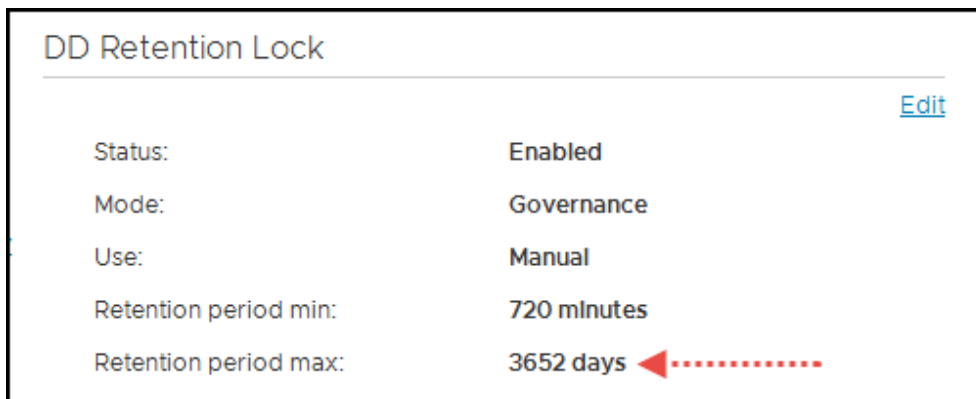 DD Retention Lock
Edit
Status: Enabled
Mode: Governance
Use: Manual
Retention period min: 720 minutes
Retention period max: 3652 days